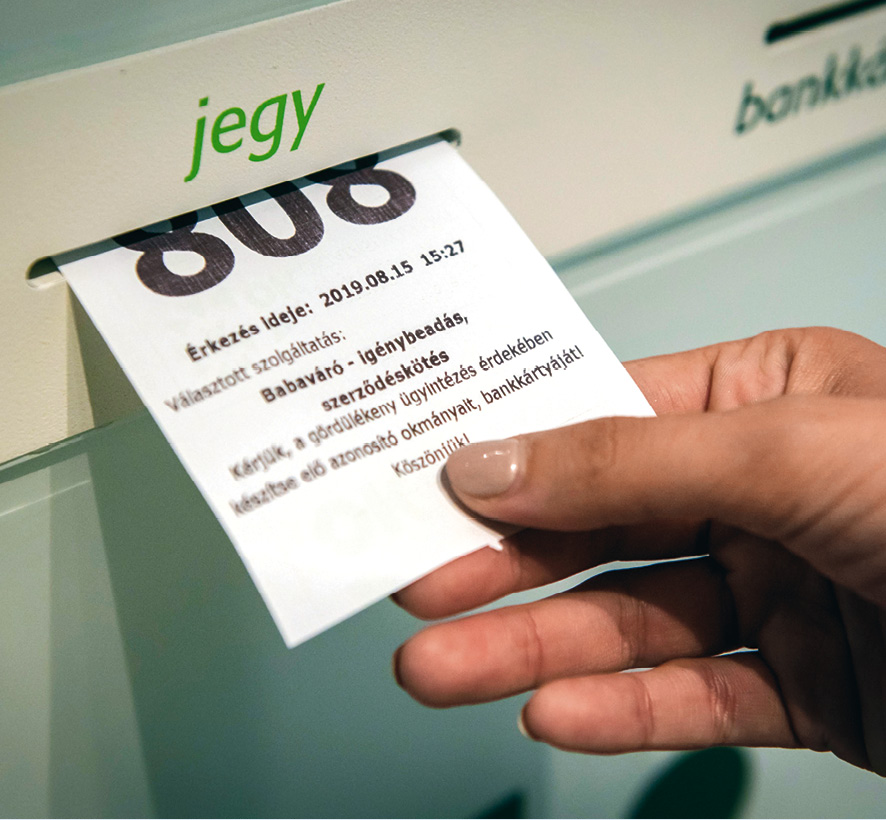 jegy
bankká
808
Érkezés ideje: 2019.08.15 15:27
Választott szolgáltatás:
Babaváró - igénybeadás,
szerződéskötés
Kérjük, a gördülékeny ügyintézés érdekében
készítse elő azonosító okmányait, bankkártyáját!
Köszönjük!